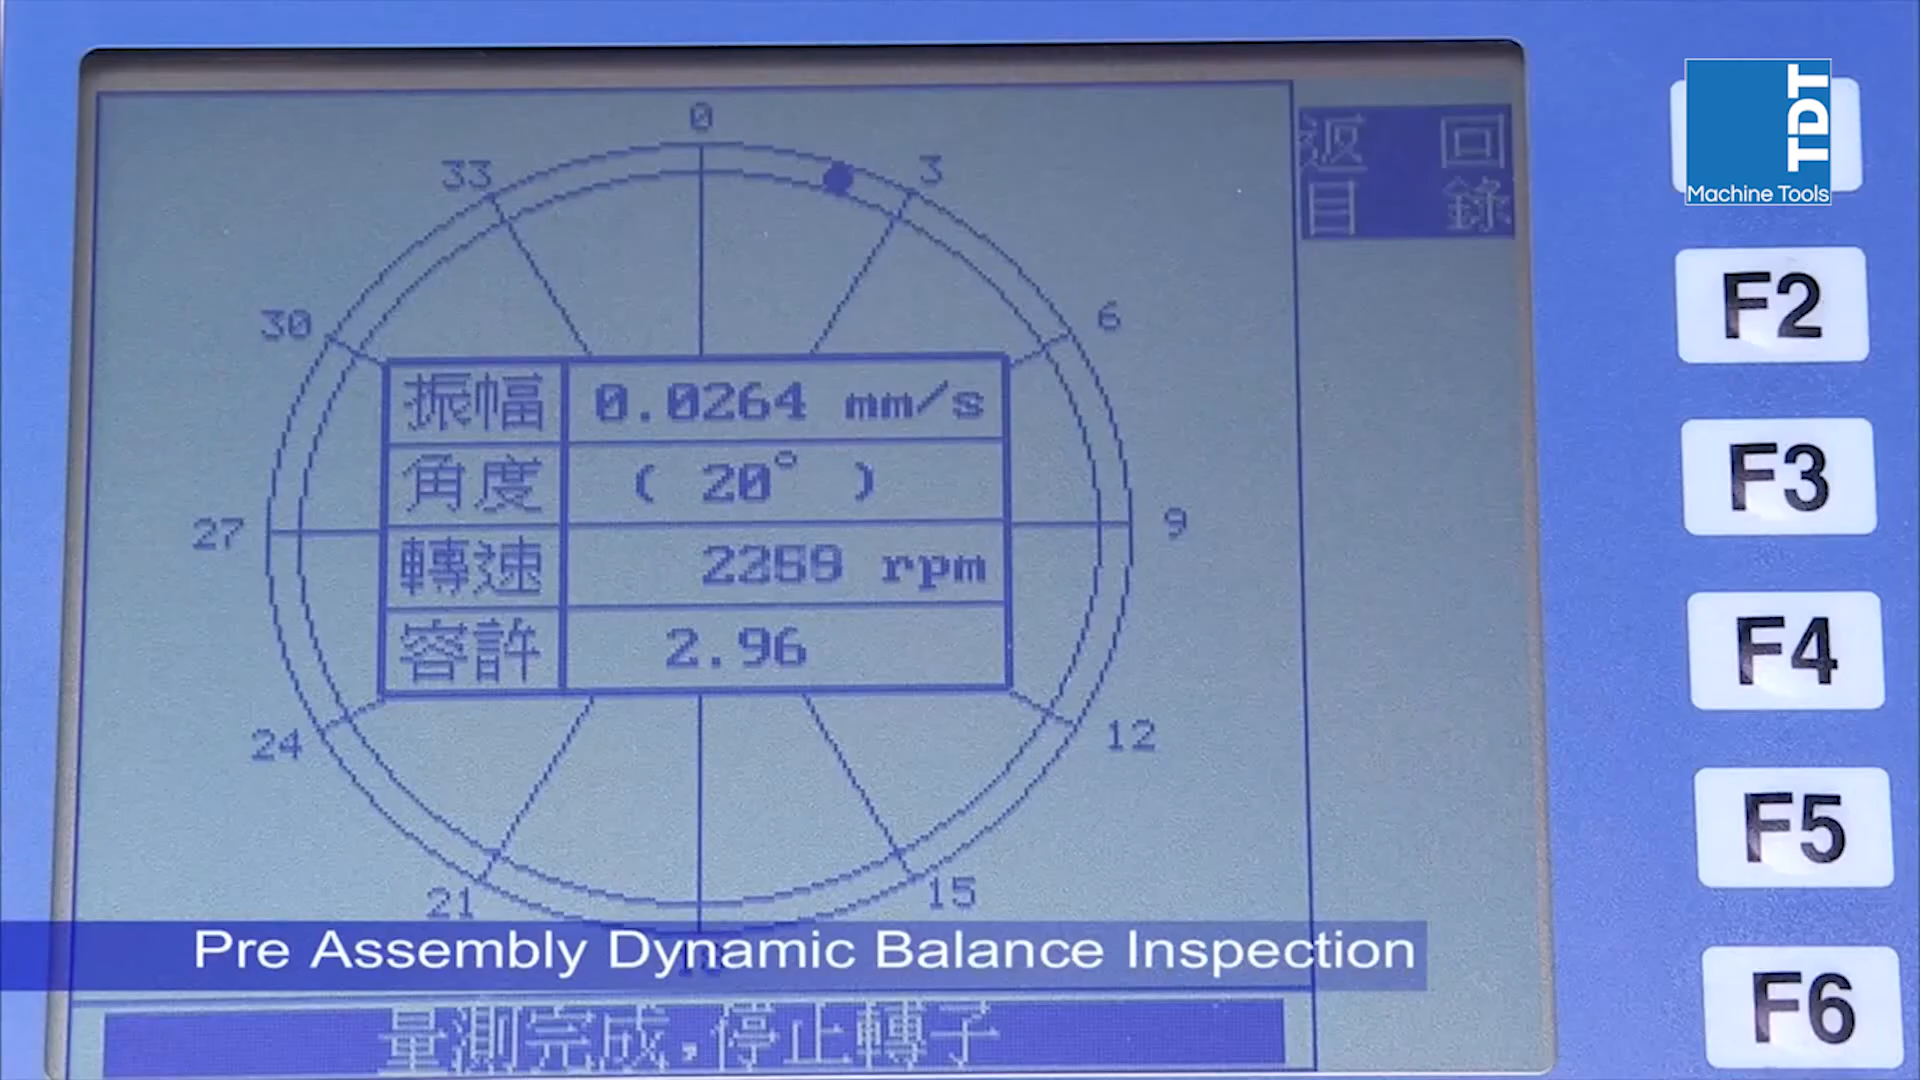 0
33
3
30
6
27
9
24
12
21
15
返 回
目 錄
振幅 0.0264 mm/s
角度 ( 20° )
轉速 rpm
容許 2.96
Pre Assembly Dynamic Balance Inspection
量測完成,停止轉子
TDT
Machine Tools
F2
F3
F4
F5
F6